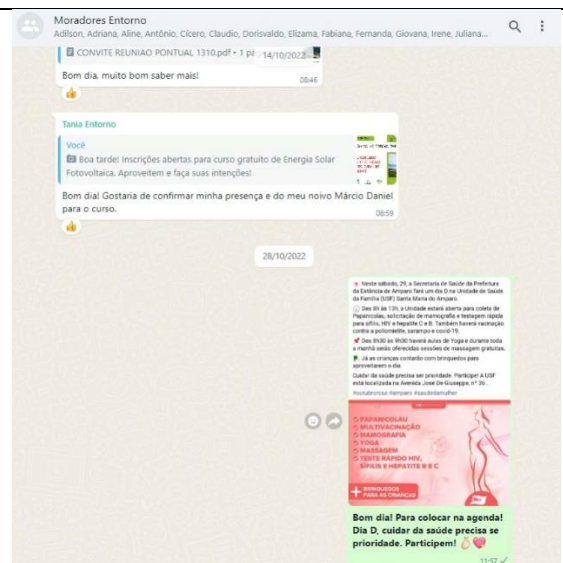 Moradores Entorno
Adilson, Adriana, Aline, Antônio, Cícero, Claudio, Dorisvaldo, Elizama, Fabiana, Fernanda, Giovana, Irene, Juliana...
CONVITE REUNIAO PONTUAL 1310.pdf • 1 pá
14/10/2022
Bom dia, muito bom saber mais!
08:46
Tania Entorno
Você
Boa tarde! Inscrições abertas para curso gratuito de Energia Solar
Fotovoltaica. Aproveitem e faça suas intenções!
Bom dia! Gostaria de confirmar minha presença e do meu noivo Márcio Daniel
para o curso.
08:59
28/10/2022
Neste sábado, 29, a Secretaria de Saúde da Prefeitura
da Estância de Amparo fará um dia D na Unidade de Saúde
da Família (USF) Santa Maria do Amparo.
Das 8h às 13h, a Unidade estará aberta para coleta de
Papanicolau, solicitação de mamografia e testagem rápida
para sífilis, HIV e hepatite C e B. Também haverá vacinação
contra a poliomielite, sarampo e covid-19.
Das 8h30 às 9h30 haverá aulas de Yoga e durante toda
a manhã serão oferecidas sessões de massagem gratuitas.
Já as crianças contarão com brinquedos para
aproveitarem o dia.
Cuidar da saúde precisa ser prioridade. Participe! A USF
está localizada na Avenida José De Giuseppe, nº 36 .
#outubrorosa #amparo #saudedamulher
PAPANICOLAU
MULTIVACINAÇÃO
MAMOGRAFIA
YOGA
MASSAGEM
TESTE RÁPIDO HIV,
SÍFILIS E HEPATITE B E C
BRINQUEDOS
PARA AS CRIANÇAS
Bom dia! Para colocar na agenda!
Dia D, cuidar da saúde precisa se
prioridade. Participem!
11:57